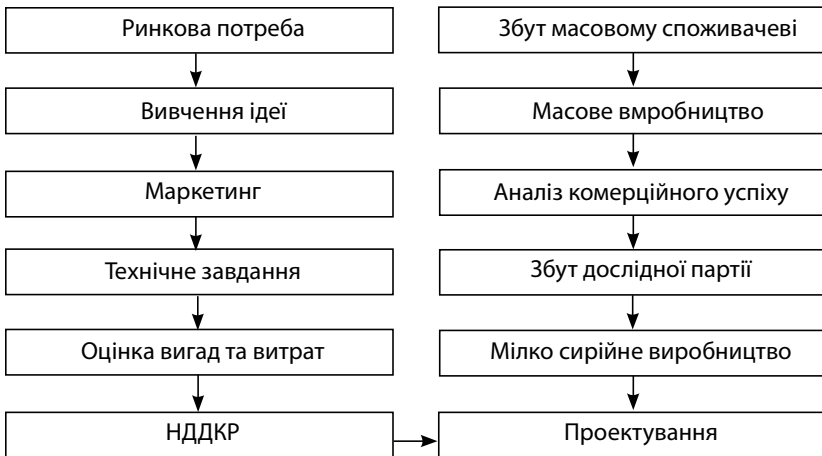 Ринкова потреба
Вивчення ідеї
Маркетинг
Технічне завдання
Оцінка вигад та витрат
НДДКР
Збут масовому споживачеві
Масове вмробництво
Аналіз комерційного успіху
Збут дослідної партії
Мілко сирійне виробництво
Проектування